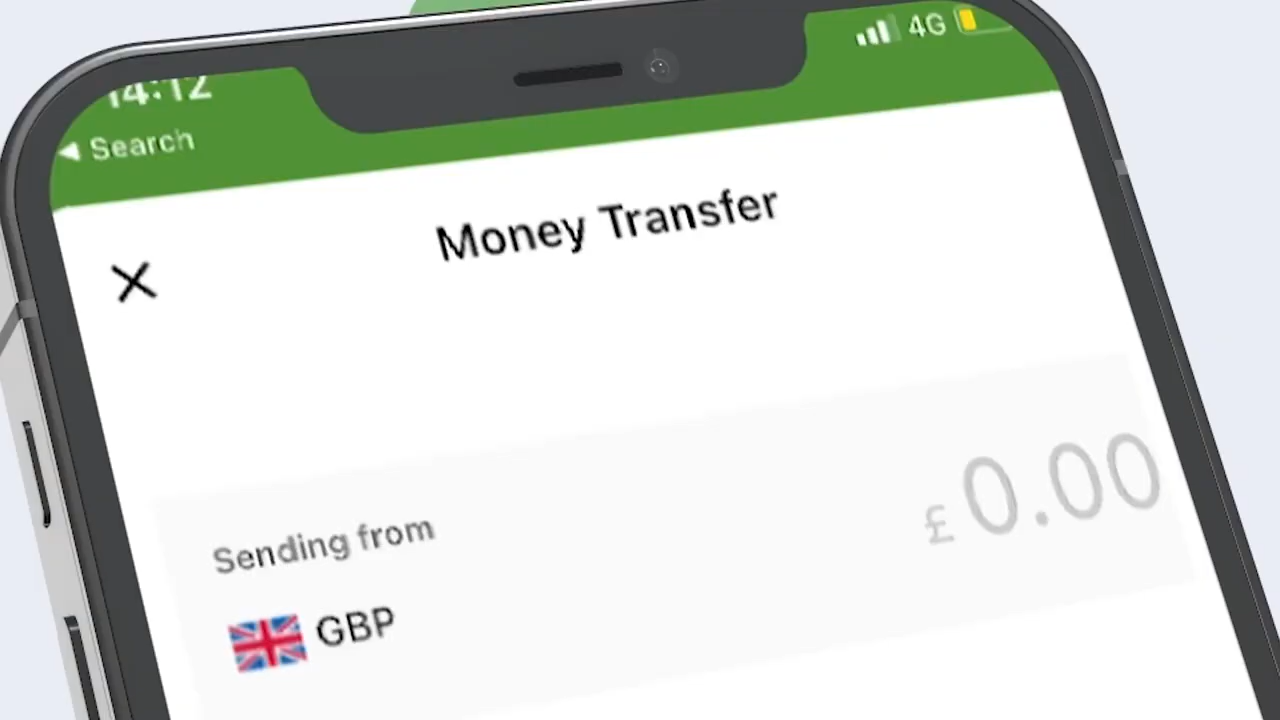 14:12
4G
◀ Search
Money Transfer
£0.00
Sending from
GBP